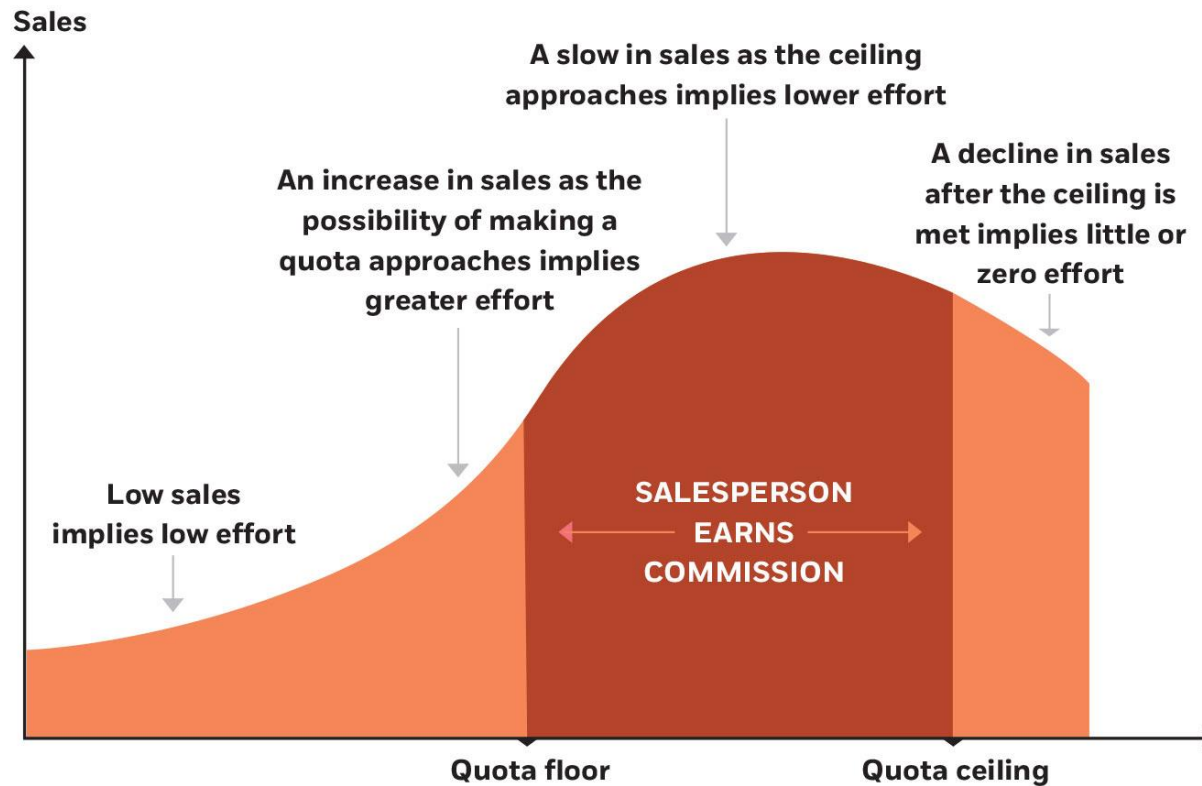 Sales
A slow in sales as the ceiling
approaches implies lower effort
A decline in sales
after the ceiling is
met implies little or
zero effort
An increase in sales as the
possibility of making a
quota approaches implies
greater effort
Low sales
implies low effort
SALESPERSON
EARNS
COMMISSION
Quota floor
Quota ceiling